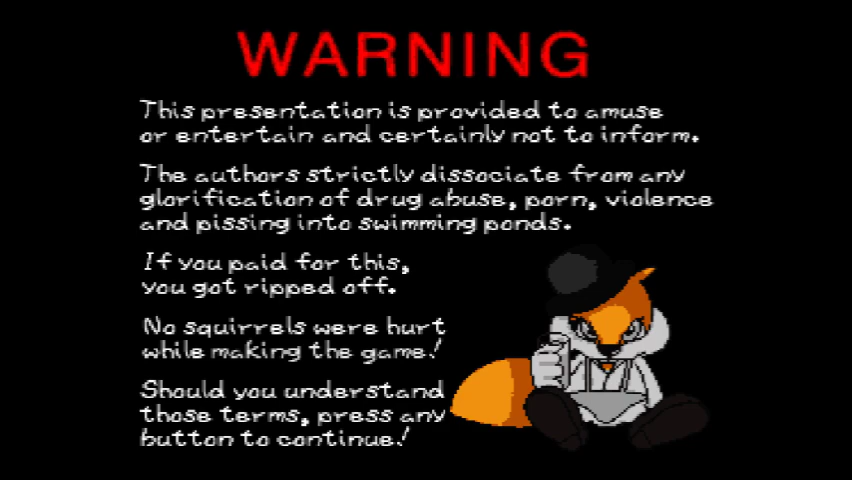 WARNING
This presentation is provided to amuse
or entertain and certainly not to inform.
The authors strictly dissociate from any
glorification of drug abuse, porn, violence
and pissing into swimming ponds.
If you paid for this,
you got ripped off.
No squirrels were hurt
while making the game!
Should you understand
those terms, press any
button to continue!